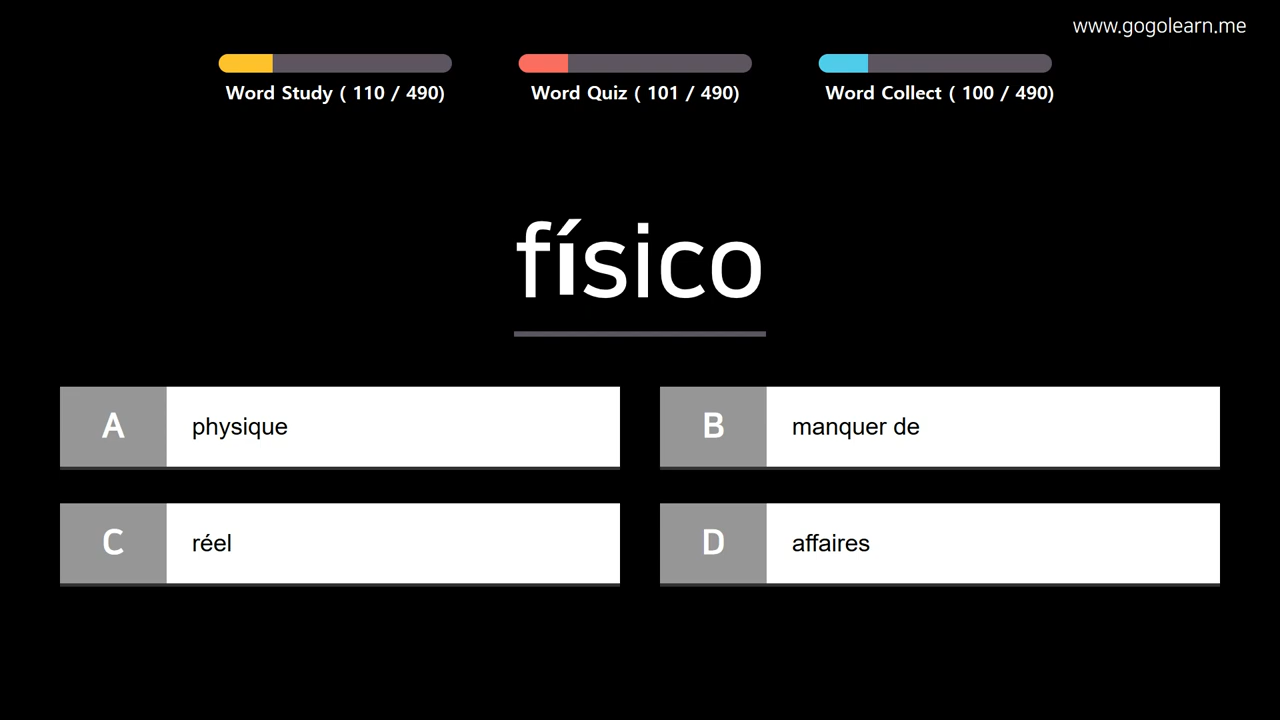 www.gogolearn.me
Word Study ( 110 / 490)
Word Quiz ( 101 / 490)
Word Collect ( 100 / 490)
físico
A physique
B manquer de
C réel
D affaires